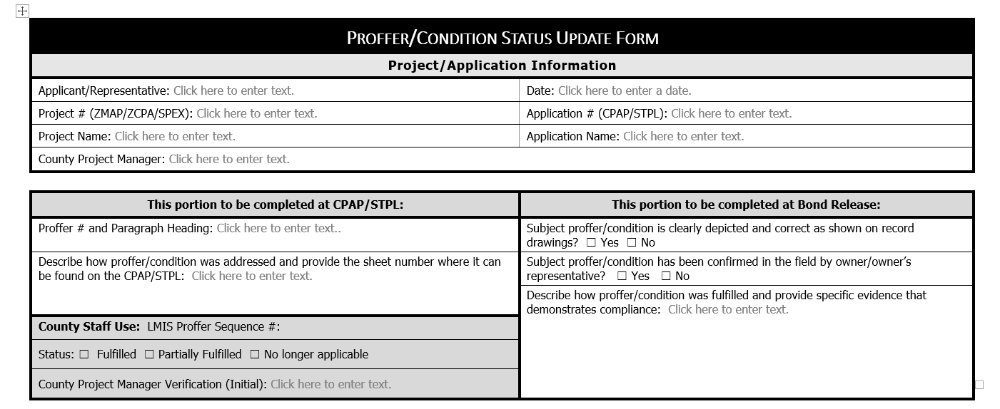 PROFFER/CONDITION STATUS UPDATE FORM
Project/Application Information
Applicant/Representative: Click here to enter text.
Date: Click here to enter a date.
Project # (ZMAP/ZCPA/SPEX): Click here to enter text.
Application # (CPAP/STPL): Click here to enter text.
Project Name: Click here to enter text.
Application Name: Click here to enter text.
County Project Manager: Click here to enter text.
This portion to be completed at CPAP/STPL:
Proffer # and Paragraph Heading: Click here to enter text..
Describe how proffer/condition was addressed and provide the sheet number where it can
be found on the CPAP/STPL: Click here to enter text.
County Staff Use: LMIS Proffer Sequence #:
Status: ☐ Fulfilled ☐ Partially Fulfilled ☐ No longer applicable
County Project Manager Verification (Initial): Click here to enter text.
This portion to be completed at Bond Release:
Subject proffer/condition is clearly depicted and correct as shown on record
drawings? ☐ Yes ☐ No
Subject proffer/condition has been confirmed in the field by owner/owner’s
representative? ☐ Yes ☐ No
Describe how proffer/condition was fulfilled and provide specific evidence that
demonstrates compliance: Click here to enter text.